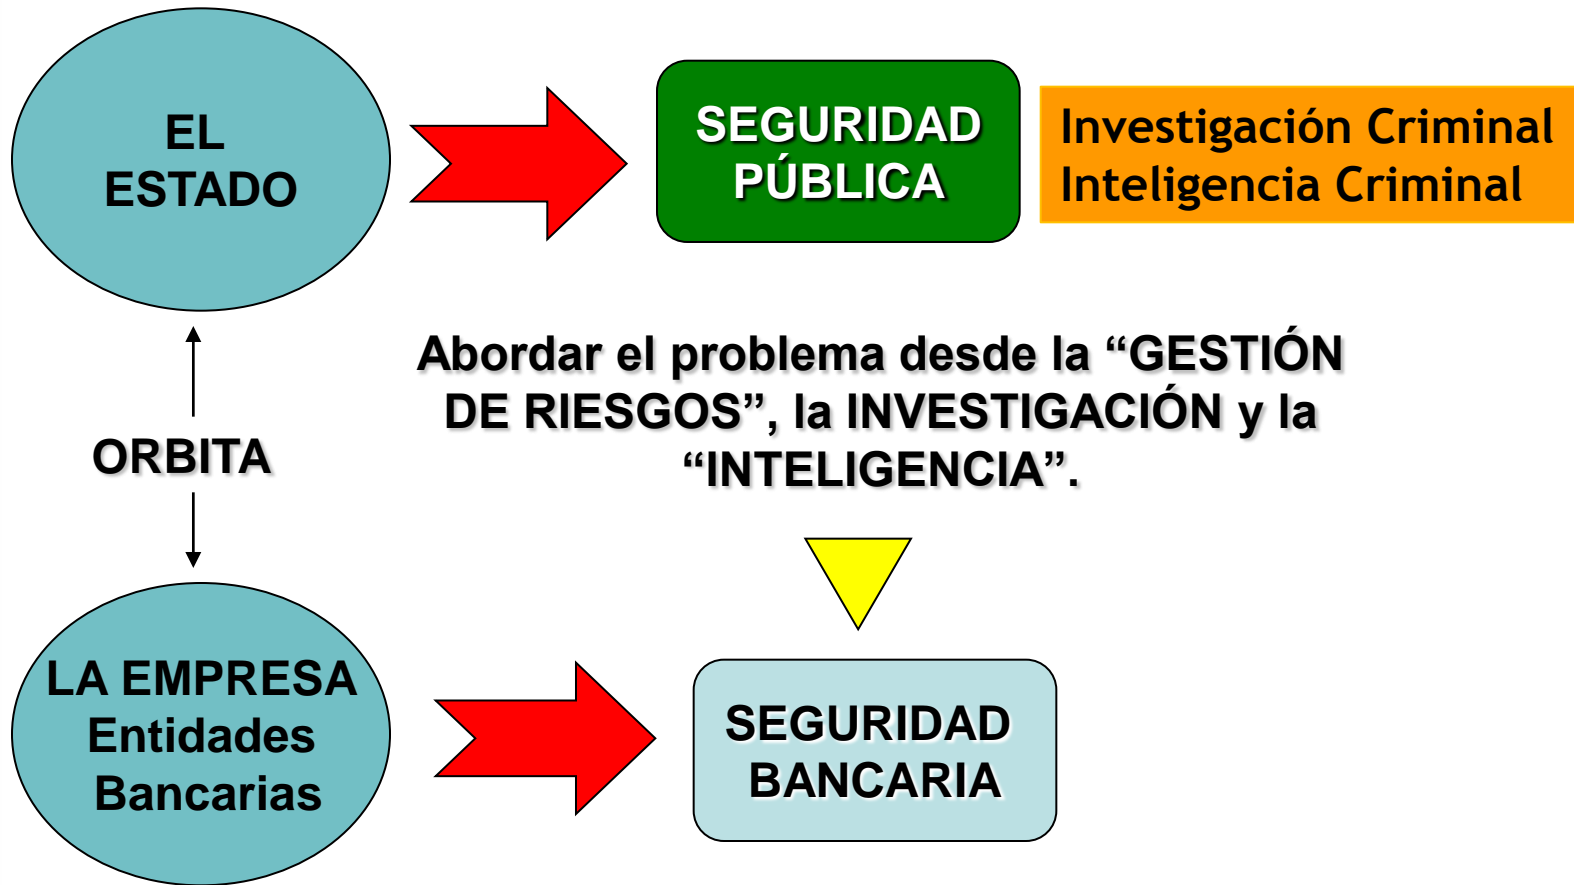 EL
ESTADO
SEGURIDAD
PÚBLICA
Investigación Criminal
Inteligencia Criminal
Abordar el problema desde la “GESTIÓN
DE RIESGOS”, la INVESTIGACIÓN y la
“INTELIGENCIA”.
ORBITA
LA EMPRESA
Entidades
Bancarias
SEGURIDAD
BANCARIA